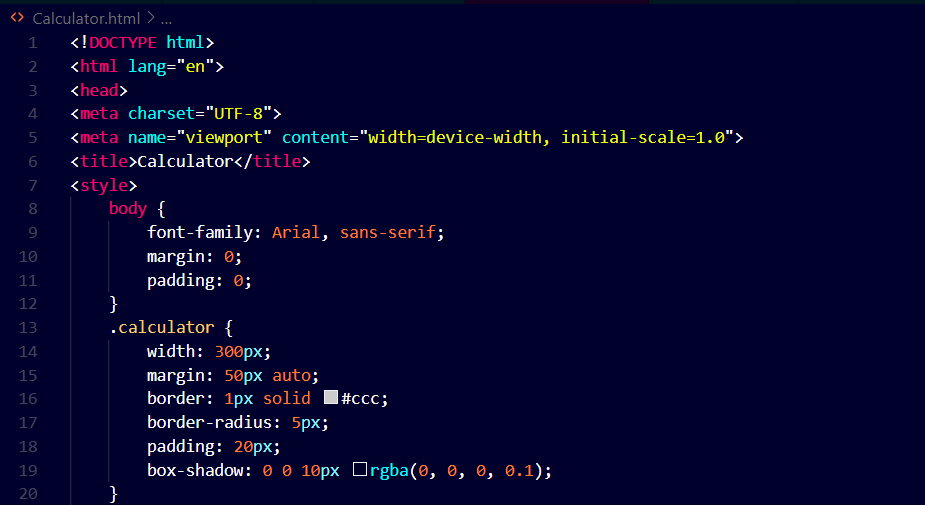 <> Calculator.html > ...
1 <!DOCTYPE html>
2 <html lang="en">
3 <head>
4 <meta charset="UTF-8">
5 <meta name="viewport" content="width=device-width, initial-scale=1.0">
6 <title>Calculator</title>
7 <style>
8     body {
9         font-family: Arial, sans-serif;
10         margin: 0;
11         padding: 0;
12     }
13     .calculator {
14         width: 300px;
15         margin: 50px auto;
16         border: 1px solid #ccc;
17         border-radius: 5px;
18         padding: 20px;
19         box-shadow: 0 0 10px rgba(0, 0, 0, 0.1);
20     }